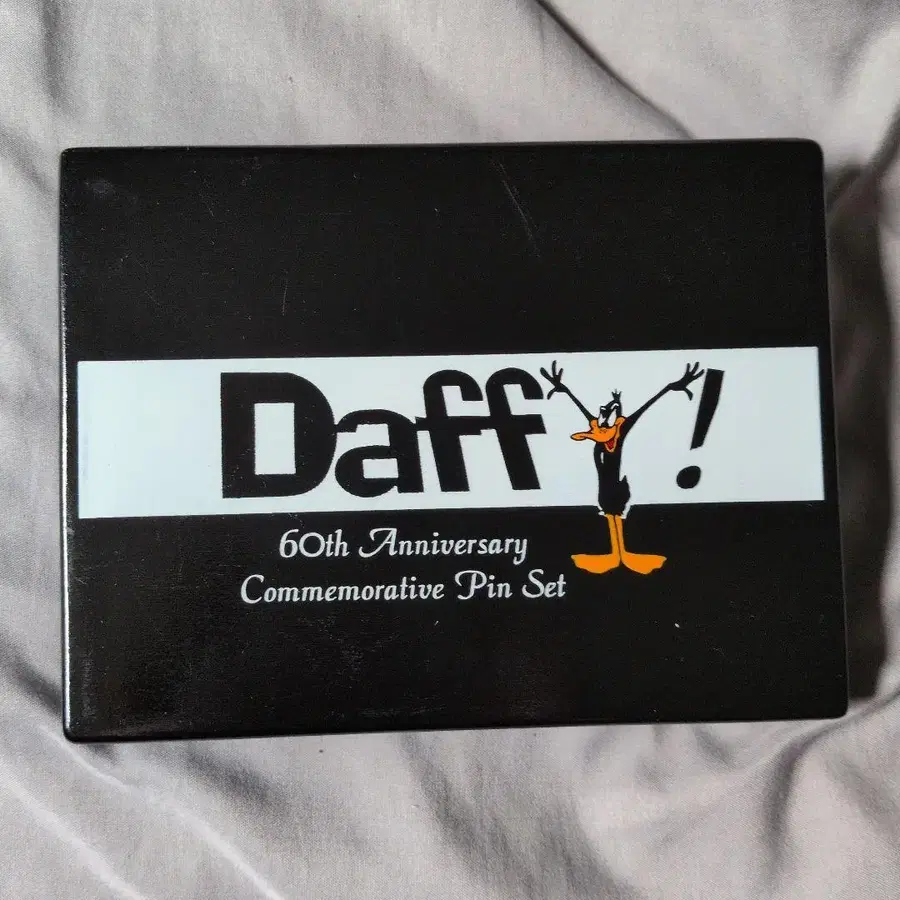 Daffy!
60th Anniversary
Commemorative Pin Set